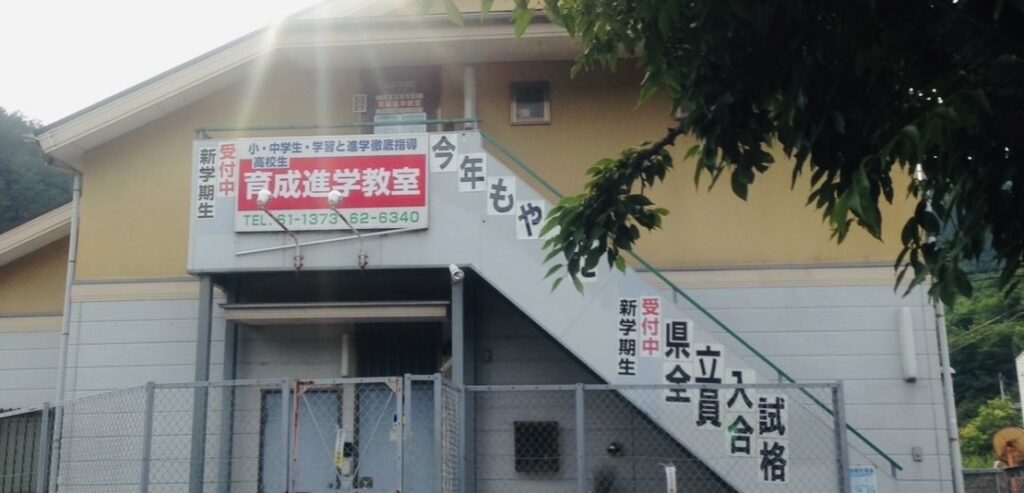 受付中
新学期生
小・中学生・学習と進学徹底指導
高校生
育成進学教室
TEL. 61-1373 62-6340
今年もや
受付中
新学期生
県立入試
全員合格